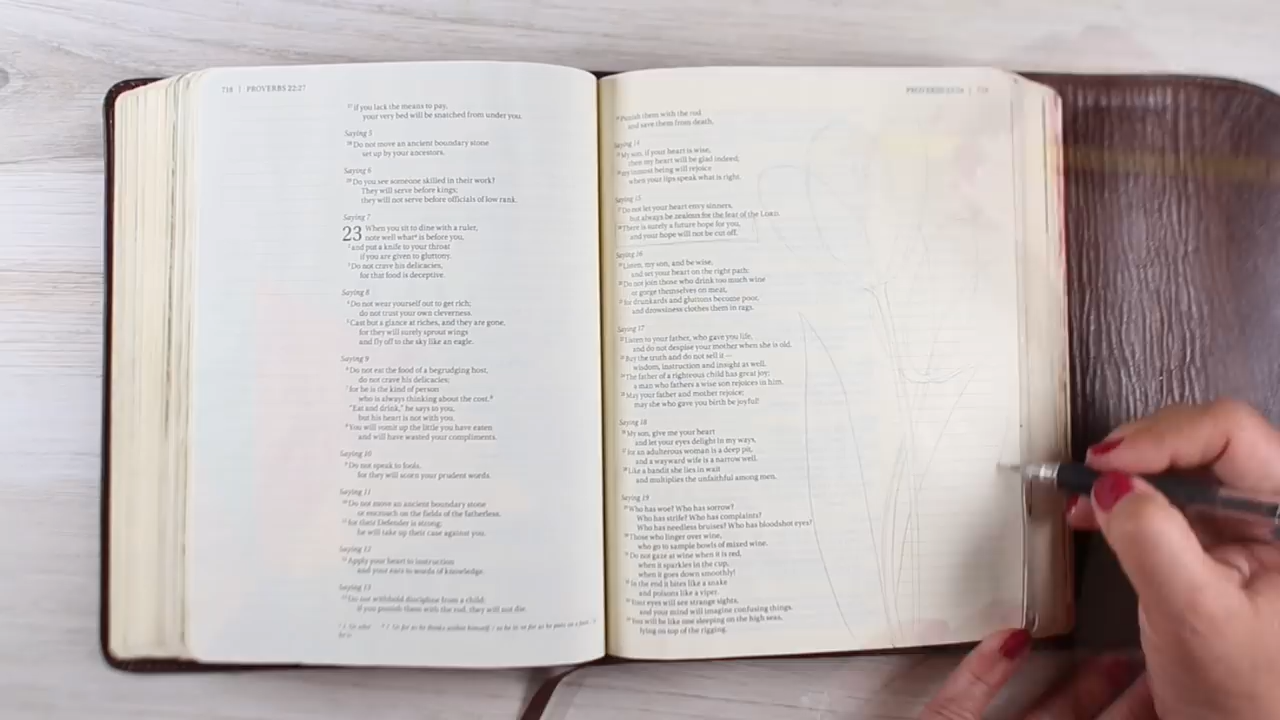 718 | PROVERBS 22:27
27 if you lack the means to pay,
your very bed will be snatched from under you.
Saying 5
28 Do not move an ancient boundary stone
set up by your ancestors.
Saying 6
29 Do you see someone skilled in their work?
They will serve before kings;
they will not serve before officials of low rank.
Saying 7
23 When you sit to dine with a ruler,
note well what a is before you,
2 and put a knife to your throat
if you are given to gluttony.
3 Do not crave his delicacies,
for that food is deceptive.
Saying 8
4 Do not wear yourself out to get rich;
do not trust your own cleverness.
5 Cast but a glance at riches, and they are gone,
for they will surely sprout wings
and fly off to the sky like an eagle.
Saying 9
6 Do not eat the food of a begrudging host,
do not crave his delicacies;
7 for he is the kind of person
who is always thinking about the cost.
"Eat and drink," he says to you,
but his heart is not with you.
8 You will vomit up the little you have eaten
and will have wasted your compliments.
Saying 10
9 Do not speak to fools,
for they will scorn your prudent words.
Saying 11
10 Do not move an ancient boundary stone
or encroach on the fields of the fatherless,
11 for their Defender is strong;
he will take up their case against you.
Saying 12
12 Apply your heart to instruction
and your ears to words of knowledge.
Saying 13
13 Do not withhold discipline from a child;
if you punish them with the rod, they will not die.
PROVERBS
14 Punish them with the rod
and save them from death.
Saying 14
15 My son, if your heart is wise,
then my heart will be glad indeed;
16 my inmost being will rejoice
when your lips speak what is right.
Saying 15
17 Do not let your heart envy sinners,
but always be zealous for the fear of the LORD.
18 There is surely a future hope for you,
and your hope will not be cut off.
Saying 16
19 Listen, my son, and be wise,
and set your heart on the right path:
20 Do not join those who drink too much wine
or gorge themselves on meat,
21 for drunkards and gluttons become poor,
and drowsiness clothes them in rags.
Saying 17
22 Listen to your father, who gave you life,
and do not despise your mother when she is old.
23 Buy the truth and do not sell it —
wisdom, instruction and insight as well.
24 The father of a righteous child has great joy;
a man who fathers a wise son rejoices in him.
25 May your father and mother rejoice;
may she who gave you birth be joyful!
Saying 18
26 My son, give me your heart
and let your eyes delight in my ways,
27 for an adulterous woman is a deep pit,
and a wayward wife is a narrow well.
28 Like a bandit she lies in wait
and multiplies the unfaithful among men.
Saying 19
29 Who has woe? Who has sorrow?
Who has strife? Who has complaints?
Who has needless bruises? Who has bloodshot eyes?
30 Those who linger over wine,
who go to sample bowls of mixed wine.
31 Do not gaze at wine when it is red,
when it sparkles in the cup,
when it goes down smoothly!
32 In the end it bites like a snake
and poisons like a viper.
33 Your eyes will see strange sights,
and your mind will imagine confusing things.
34 You will be like one sleeping on the high seas,
lying on top of the rigging.